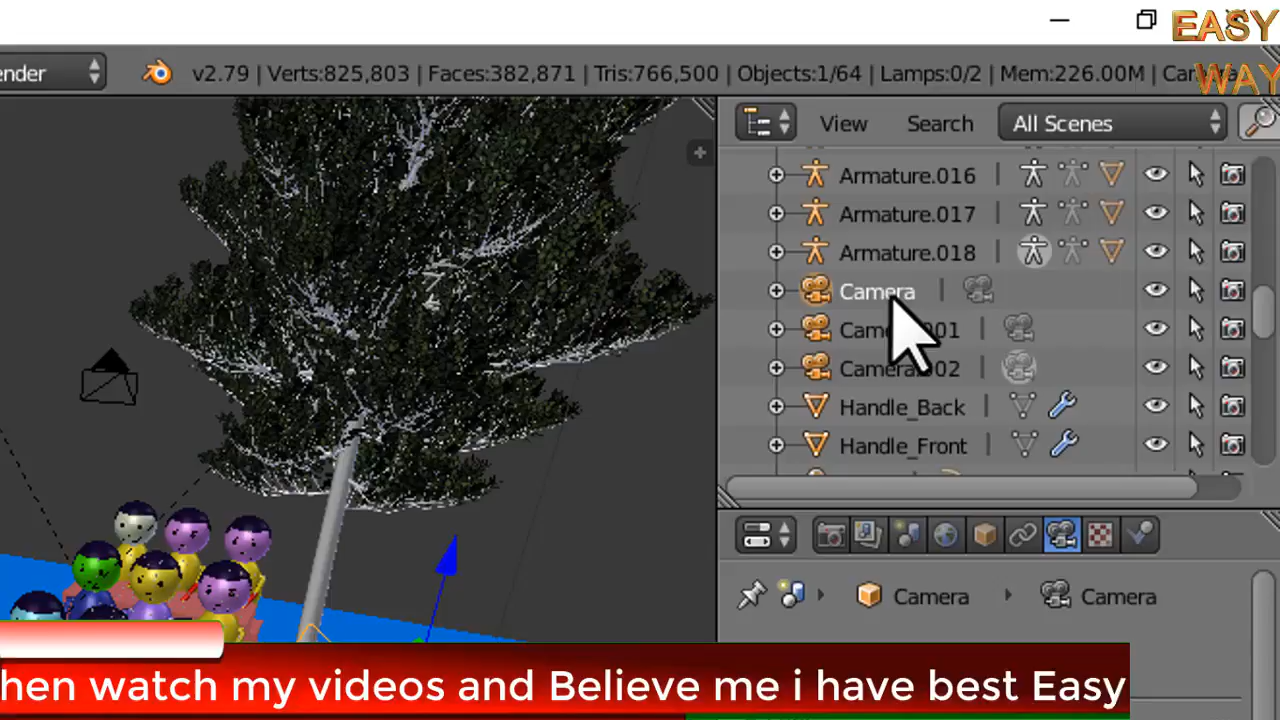 EASY
WAY
ender
v2.79 | Verts:825,803 | Faces:382,871 | Tris:766,500 | Objects:1/64 | Lamps:0/2 | Mem:226.00M |
View Search All Scenes
Armature.016
Armature.017
Armature.018
Camera
Camera.002
Handle_Back
Handle_Front
Camera Camera
hen watch my videos and Believe me i have best Easy